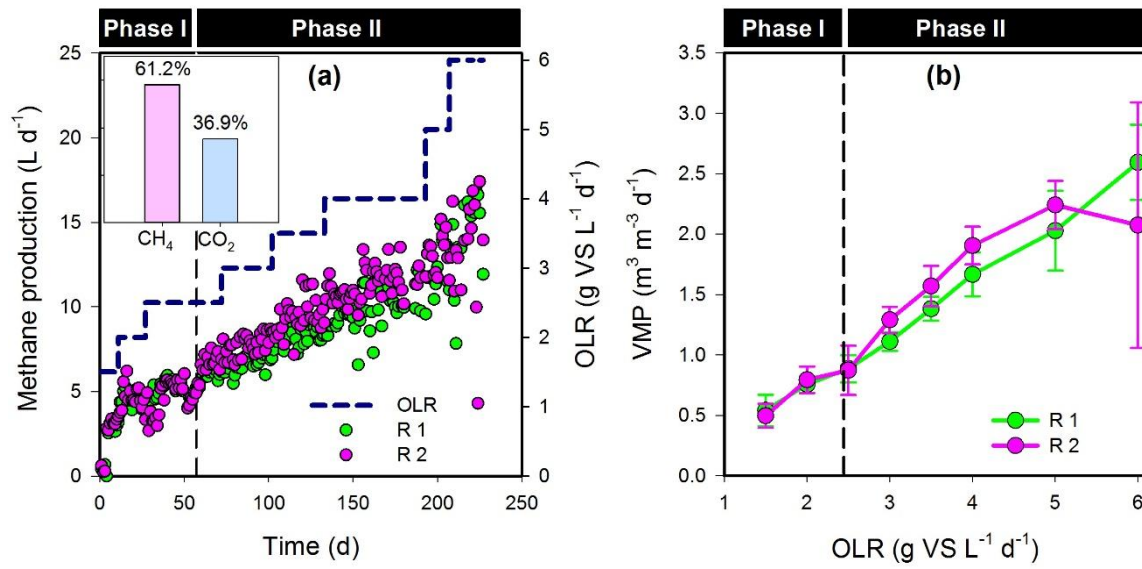 Phase I
Phase II
(a)
Methane production (L d⁻¹)
25
20
15
10
5
0
61.2%
36.9%
CH₄
CO₂
OLR
R 1
R 2
6
5
4
3
2
1
0
OLR (g VS L⁻¹ d⁻¹)
0 50 100 150 200 250
Time (d)
Phase I
Phase II
(b)
VMP (m³ m⁻³ d⁻¹)
3.5
3.0
2.5
2.0
1.5
1.0
0.5
0.0
R 1
R 2
1 2 3 4 5 6
OLR (g VS L⁻¹ d⁻¹)